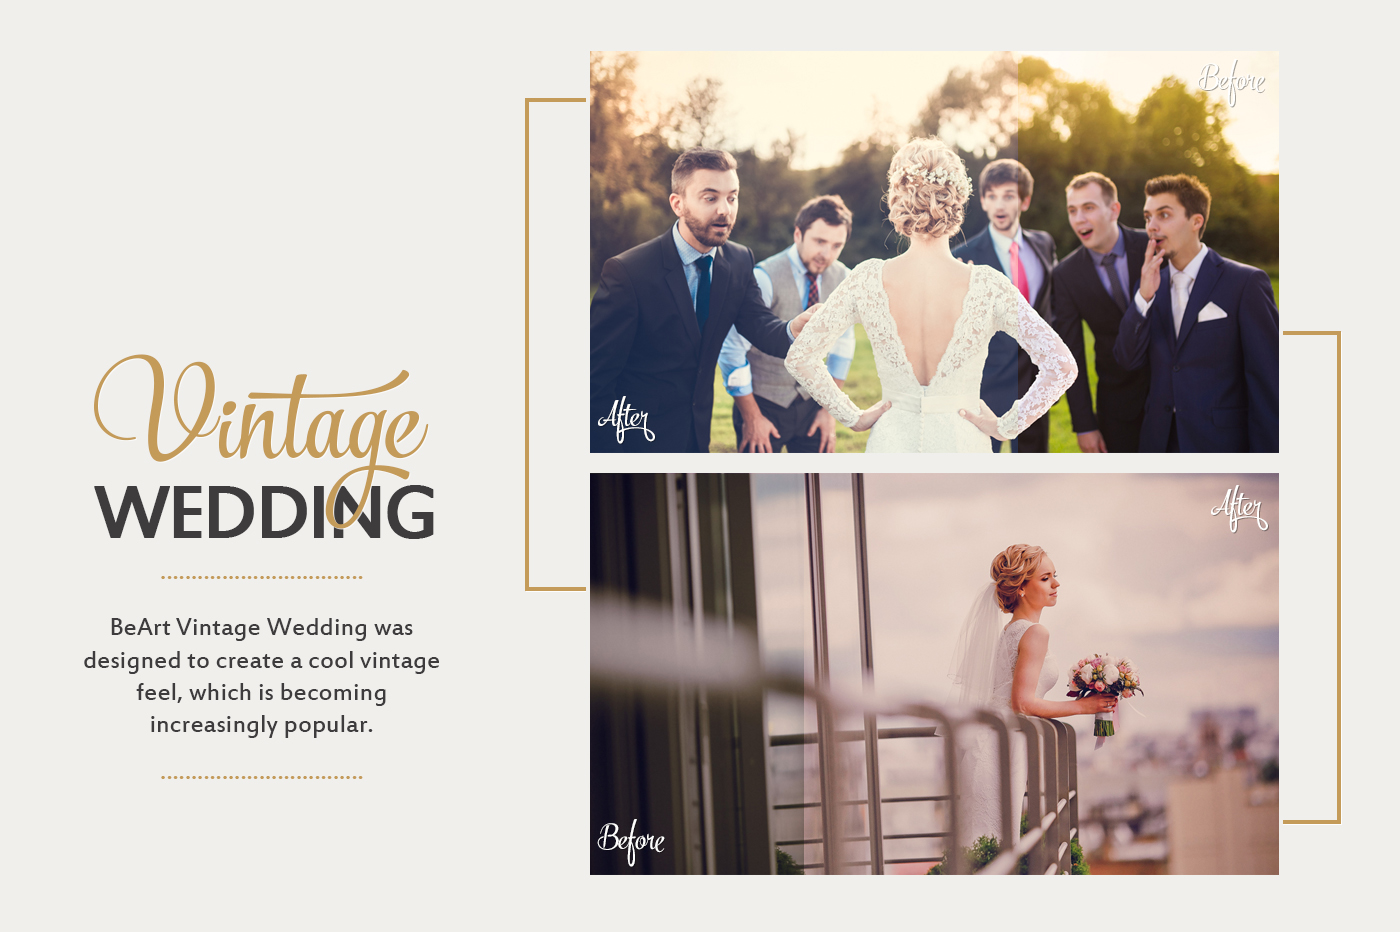 Vintage
WEDDING
BeArt Vintage Wedding was
designed to create a cool vintage
feel, which is becoming
increasingly popular.
Before
After
After
Before